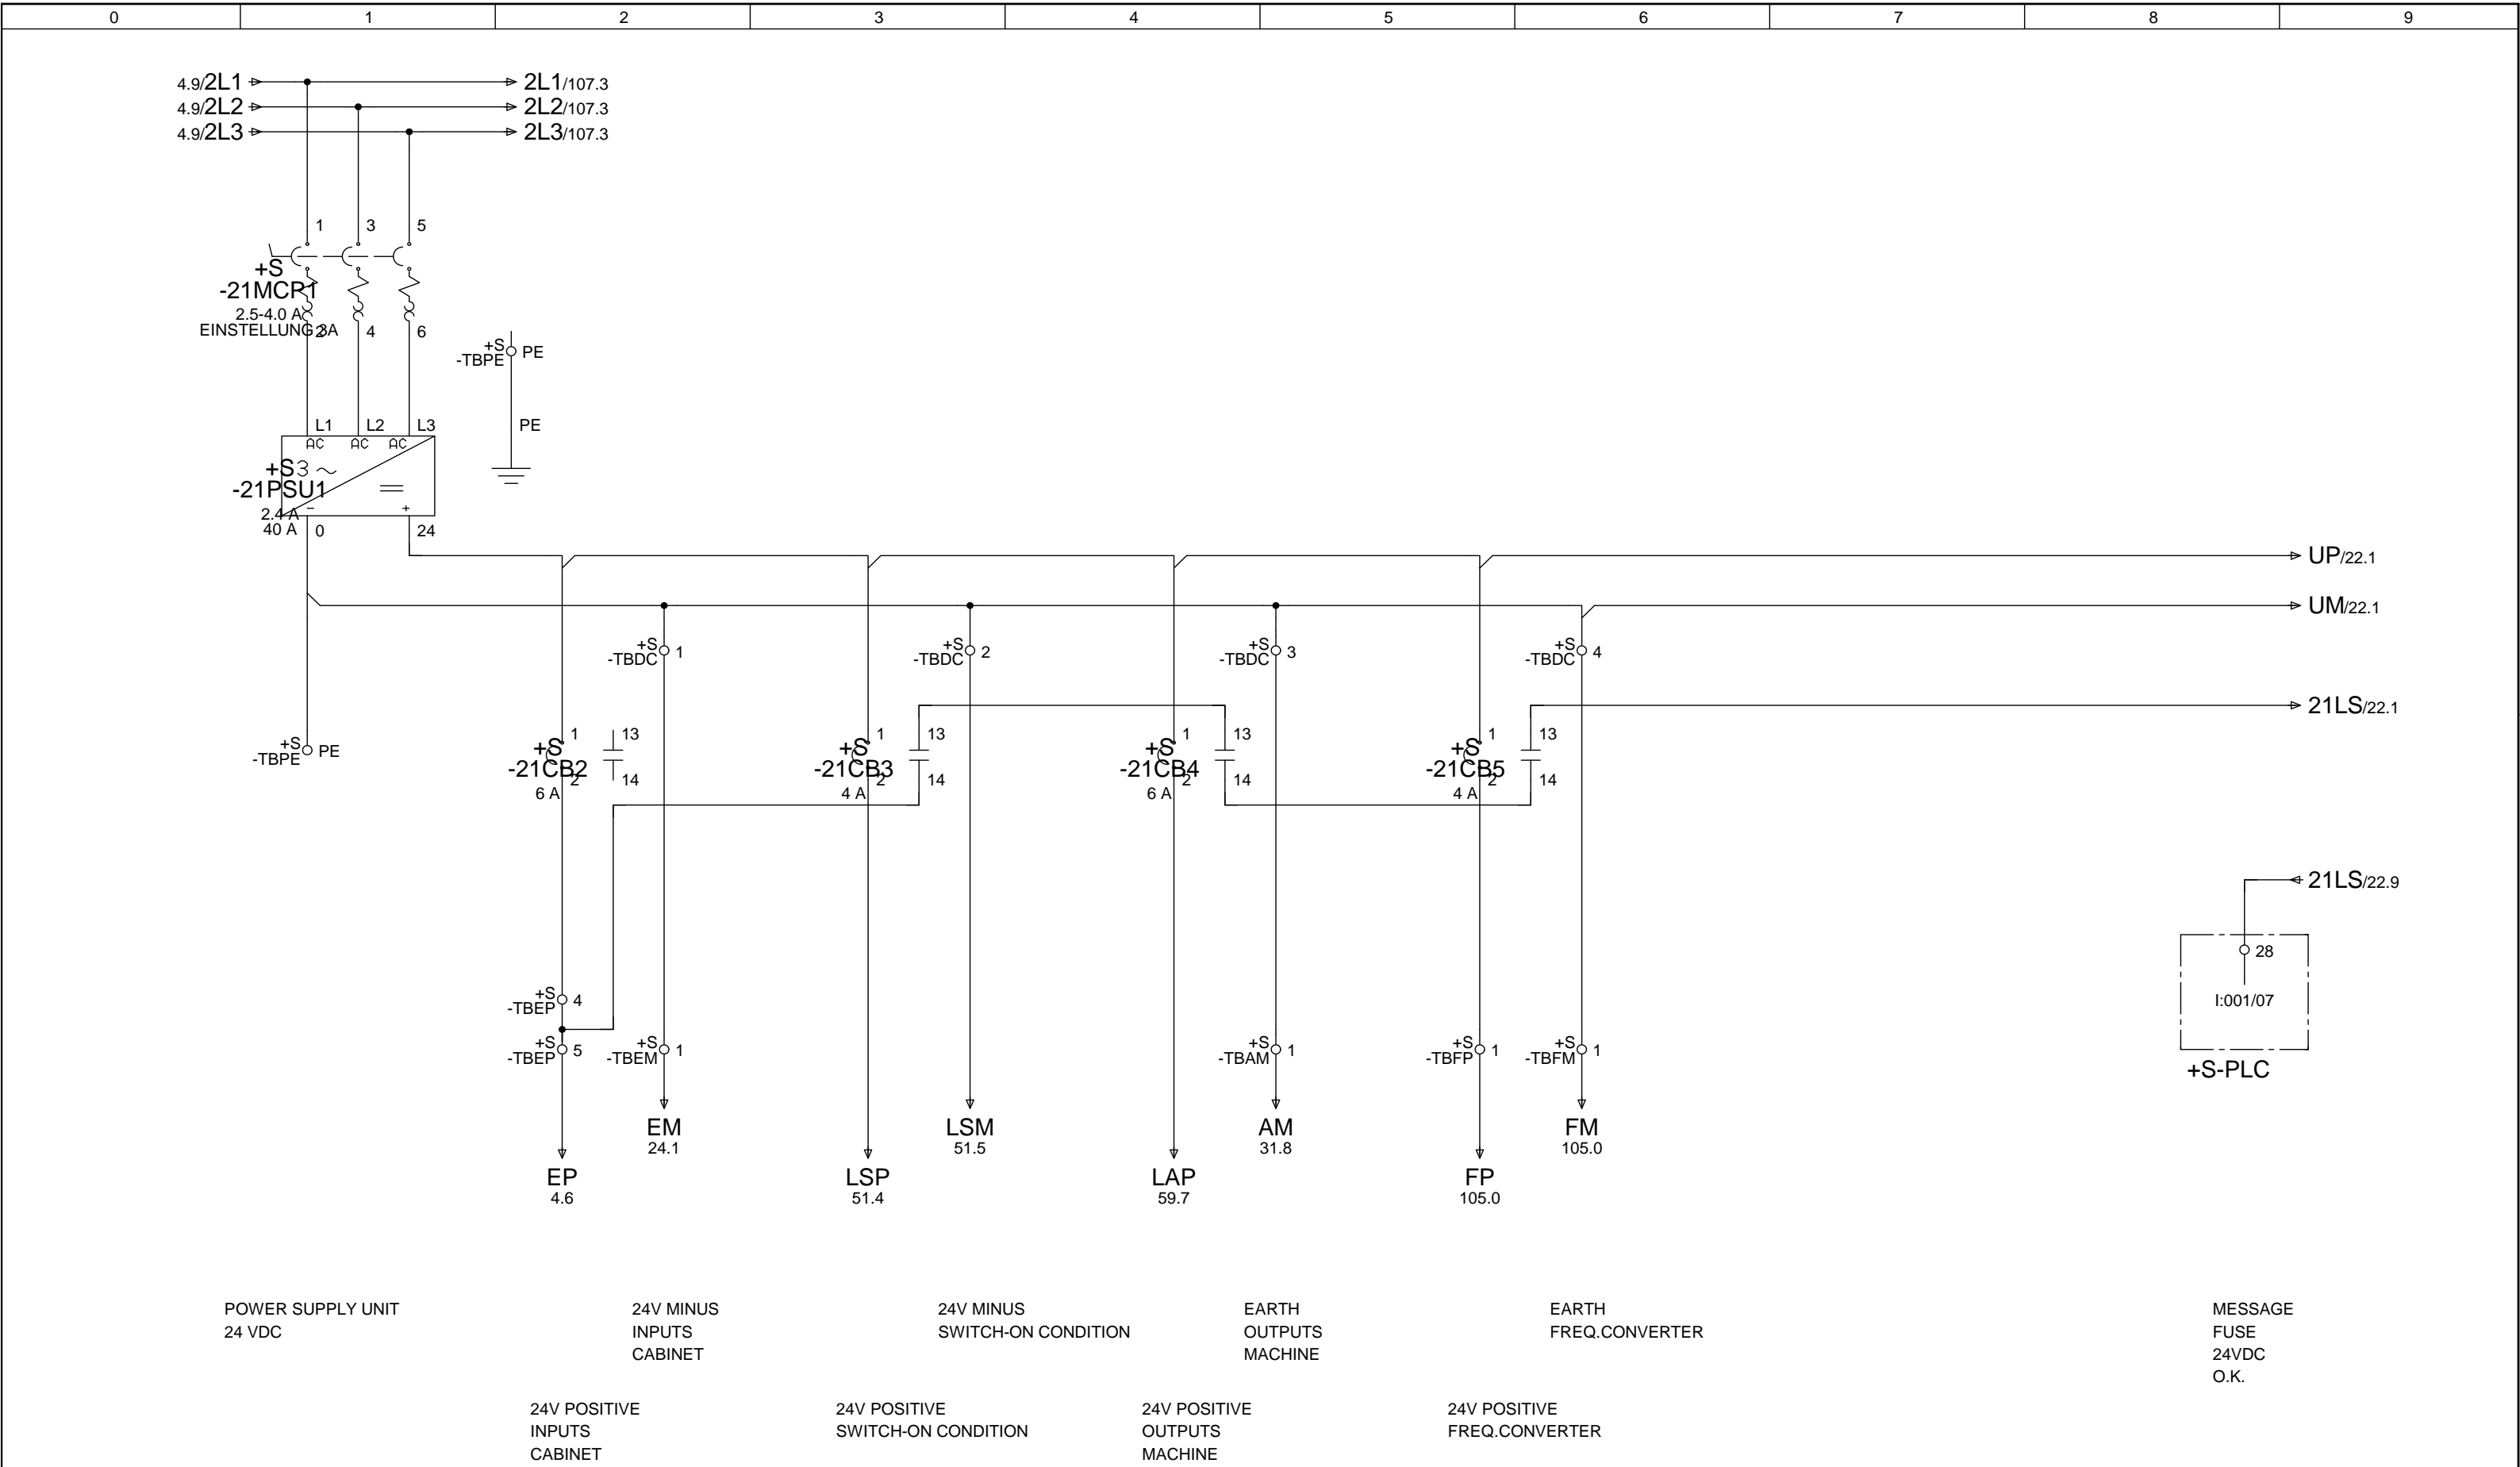 0 1 2 3 4 5 6 7 8 9
4.9/2L1 2L1/107.3
4.9/2L2 2L2/107.3
4.9/2L3 2L3/107.3
1 3 5
+S
-21MCP1
2.5-4.0 A
EINSTELLUNG 3A
2 4 6
+S
-TBPE PE
PE
L1 L2 L3
AC AC AC
+S 3
-21PSU1
2.4 A - +
40 A 0 24
UP/22.1
UM/22.1
+S
-TBDC 1
+S
-TBDC 2
+S
-TBDC 3
+S
-TBDC 4
21LS/22.1
+S
-TBPE PE
1
+S
-21CB2
2
6 A
13
14
1
+S
-21CB3
2
4 A
13
14
1
+S
-21CB4
2
6 A
13
14
1
+S
-21CB5
2
4 A
13
14
21LS/22.9
28
I:001/07
+S-PLC
+S
-TBEP 4
+S
-TBEP 5
+S
-TBEM 1
+S
-TBAM 1
+S
-TBFP 1
+S
-TBFM 1
EM
24.1
LSM
51.5
AM
31.8
FM
105.0
EP
4.6
LSP
51.4
LAP
59.7
FP
105.0
POWER SUPPLY UNIT
24 VDC
24V MINUS
INPUTS
CABINET
24V MINUS
SWITCH-ON CONDITION
EARTH
OUTPUTS
MACHINE
EARTH
FREQ.CONVERTER
MESSAGE
FUSE
24VDC
O.K.
24V POSITIVE
INPUTS
CABINET
24V POSITIVE
SWITCH-ON CONDITION
24V POSITIVE
OUTPUTS
MACHINE
24V POSITIVE
FREQ.CONVERTER